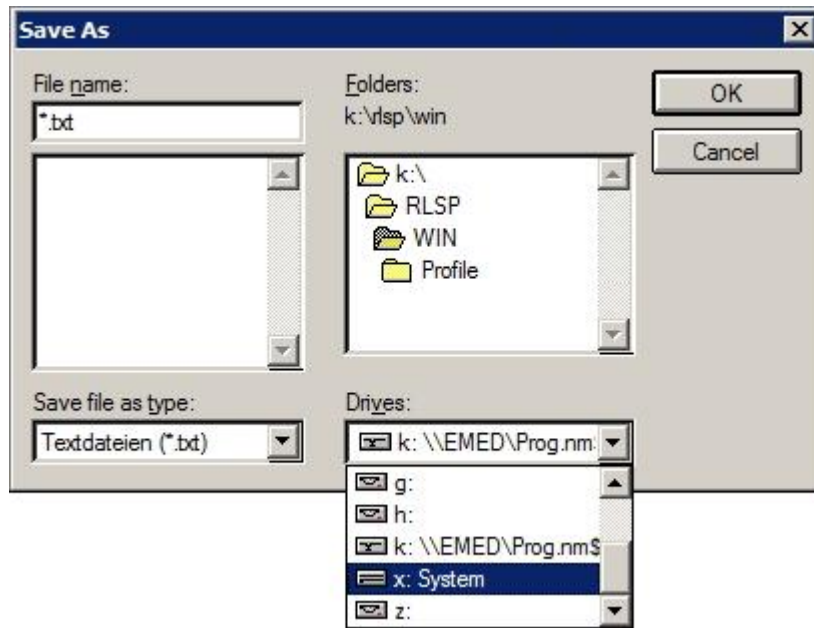 Save As
File name:
*.txt
Folders:
k:\rlsp\win
k:\
RLSP
WIN
Profile
OK
Cancel
Save file as type:
Textdateien (*.txt)
Drives:
k: \\EMED\Prog.nm
g:
h:
k: \\EMED\Prog.nm$
x: System
z: